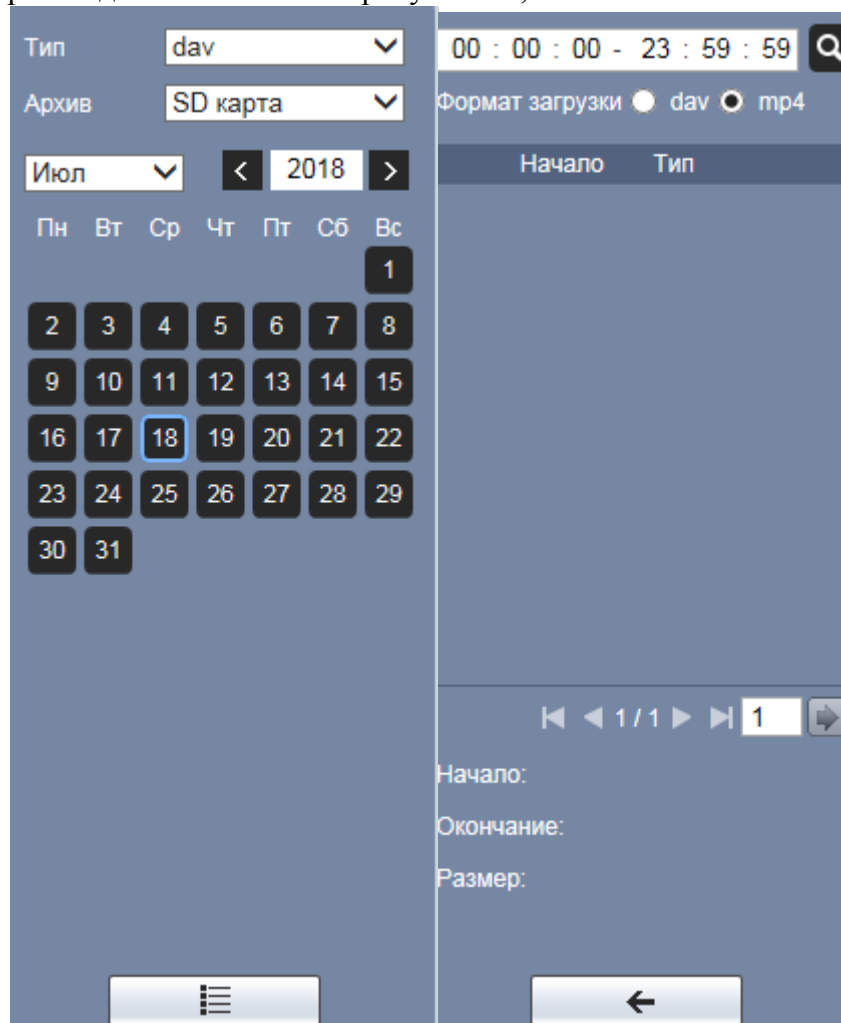 Тип dav
Архив SD карта
Июл < 2018 >
Пн Вт Ср Чт Пт Сб Вс
1
2 3 4 5 6 7 8
9 10 11 12 13 14 15
16 17 18 19 20 21 22
23 24 25 26 27 28 29
30 31
00 : 00 : 00 - 23 : 59 : 59
Формат загрузки dav mp4
Начало Тип
1 / 1 1
Начало:
Окончание:
Размер: